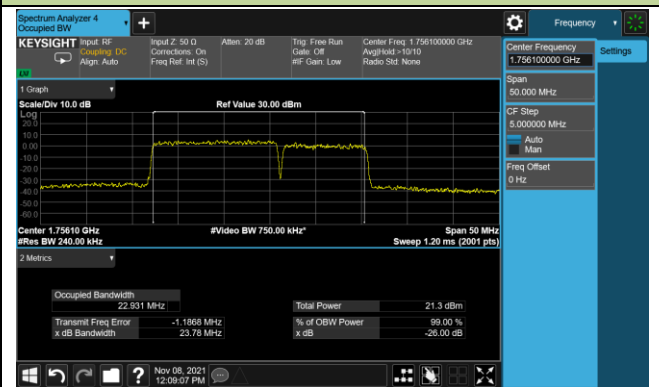 Spectrum Analyzer 4
Occupied BW
Frequency
KEYSIGHT
Input: RF
Coupling: DC
Align: Auto
Input Z: 50 Ω
Corrections: On
Freq Ref: Int (S)
Atten: 20 dB
Trig: Free Run
Gate: Off
#IF Gain: Low
Center Freq: 1.756100000 GHz
Avg|Hold:>10/10
Radio Std: None
Center Frequency
1.756100000 GHz
Settings
Span
50.000 MHz
CF Step
5.000000 MHz
Auto
Man
Freq Offset
0 Hz
1 Graph
Scale/Div 10.0 dB
Ref Value 30.00 dBm
Log
20.0
10.0
0.00
-10.0
-20.0
-30.0
-40.0
-50.0
-60.0
Center 1.75610 GHz
#Video BW 750.00 kHz*
Span 50 MHz
#Res BW 240.00 kHz
Sweep 1.20 ms (2001 pts)
2 Metrics
Occupied Bandwidth
22.931 MHz
Total Power 21.3 dBm
Transmit Freq Error -1.1868 MHz
% of OBW Power 99.00 %
x dB Bandwidth 23.78 MHz
x dB -26.00 dB
Nov 08, 2021
12:09:07 PM